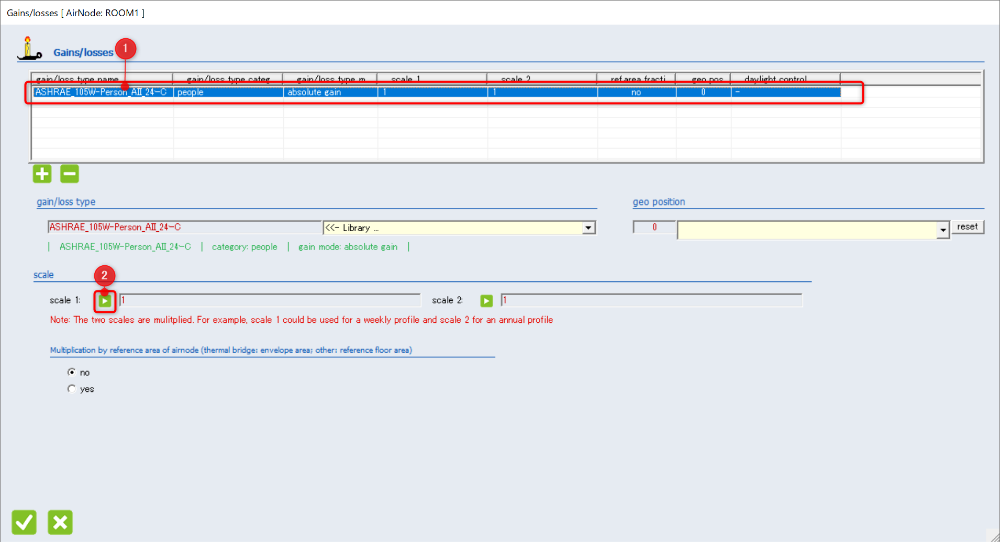 Gains/losses [ AirNode: ROOM1 ]
Gains/losses 1
gain/loss type name gain/loss type categ gain/loss type m scale 1 scale 2 ref.area fracti geo pos daylight control
ASHRAE_105W-Person_AII_24~C people absolute gain 1 1 no 0 -
gain/loss type geo position
ASHRAE_105W-Person_AII_24~C <<- Library ... 0 reset
| ASHRAE_105W-Person_AII_24~C | category: people | gain mode: absolute gain |
scale 2
scale 1: 1 scale 2: 1
Note: The two scales are mulitplied. For example, scale 1 could be used for a weekly profile and scale 2 for an annual profile
Multiplication by reference area of airnode (thermal bridge: envelope area; other: reference floor area)
no
yes